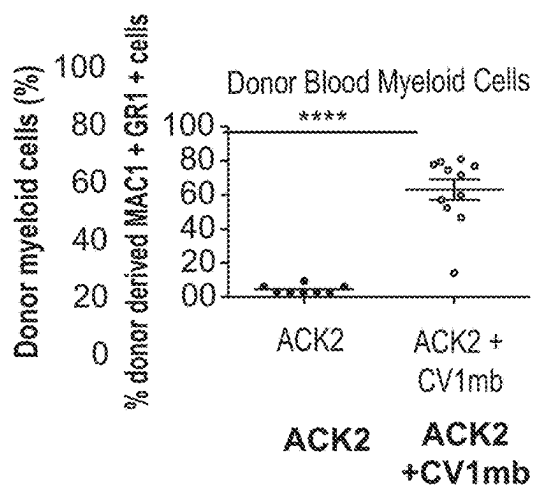 Donor myeloid cells (%)
100
80
60
40
20
0
% donor derived MAC1 + GR1 + cells
Donor Blood Myeloid Cells
****
100
80
60
40
20
00
ACK2
ACK2 +
CV1mb
ACK2
ACK2
+CV1mb